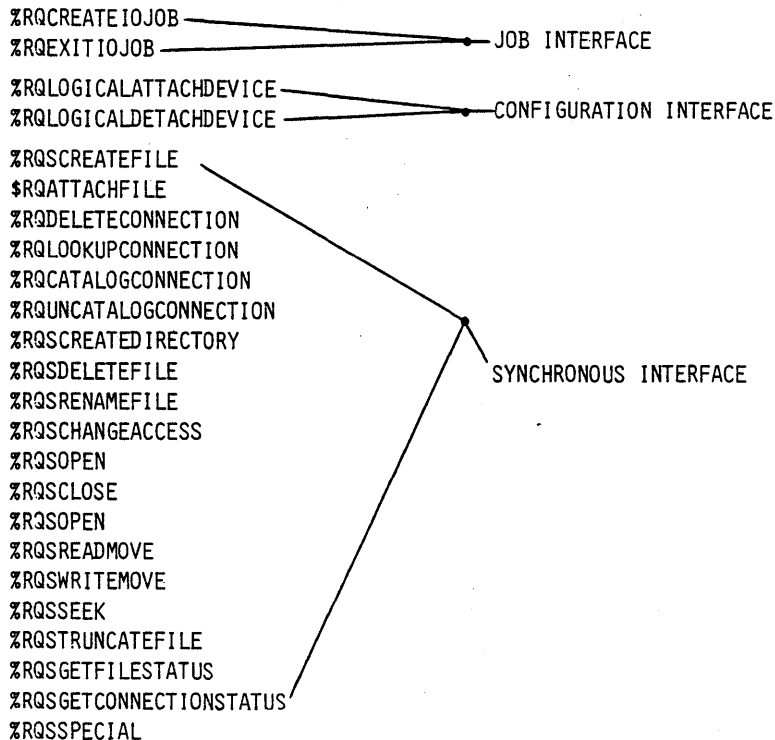 %RQCREATEIOJOB
%RQEXITIOJOB
JOB INTERFACE
%RQLOGICALATTACHDEVICE
%RQLOGICALDETACHDEVICE
CONFIGURATION INTERFACE
%RQSCREATEFILE
$RQATTACHFILE
%RQDELETECONNECTION
%RQLOOKUPCONNECTION
%RQCATALOGCONNECTION
%RQUNCATALOGCONNECTION
%RQSCREATEDIRECTORY
%RQSDELETEFILE
%RQSRENAMEFILE
%RQSCHANGEACCESS
%RQSOPEN
%RQSCLOSE
%RQSOPEN
%RQSREADMOVE
%RQSWRITEMOVE
%RQSSEEK
%RQSTRUNCATEFILE
%RQSGETFILESTATUS
%RQSGETCONNECTIONSTATUS
%RQSSPECIAL
SYNCHRONOUS INTERFACE